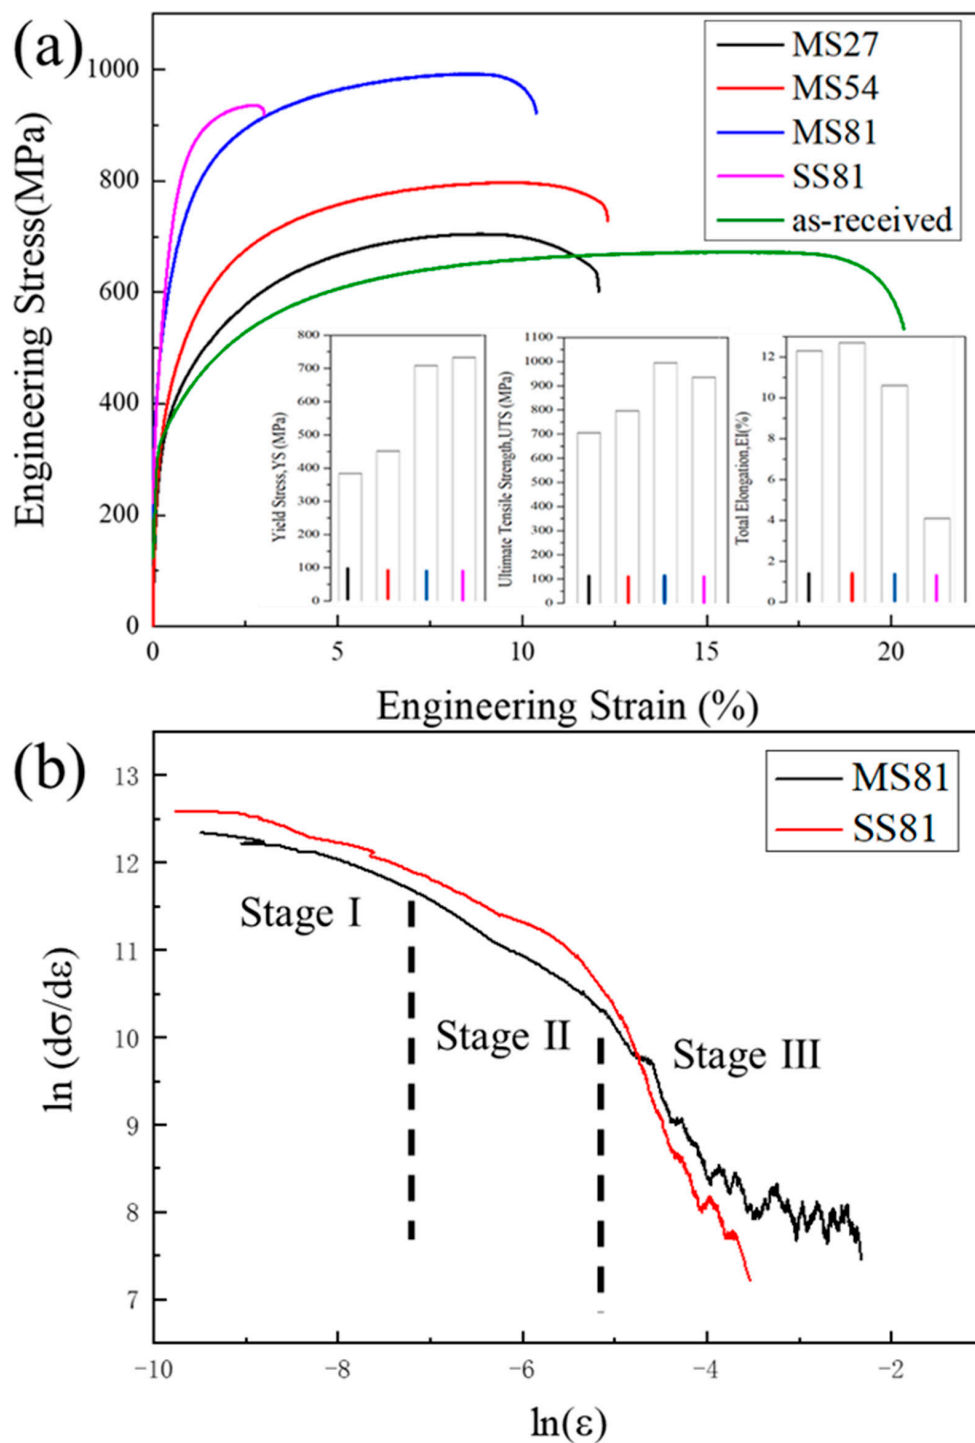 (a)
Engineering Stress(MPa)
1000
800
600
400
200
0
0
5
10
15
20
Engineering Strain (%)
MS27
MS54
MS81
SS81
as-received
Yield Stress,YS (MPa)
800
700
600
500
400
300
200
100
0
Ultimate Tensile Strength,UTS (MPa)
1100
1000
900
800
700
600
500
400
300
200
100
0
Total Elongation,EI(%)
12
10
8
6
4
2
0
(b)
ln (dσ/dε)
13
12
11
10
9
8
7
-10
-8
-6
-4
-2
ln(ε)
MS81
SS81
Stage I
Stage II
Stage III